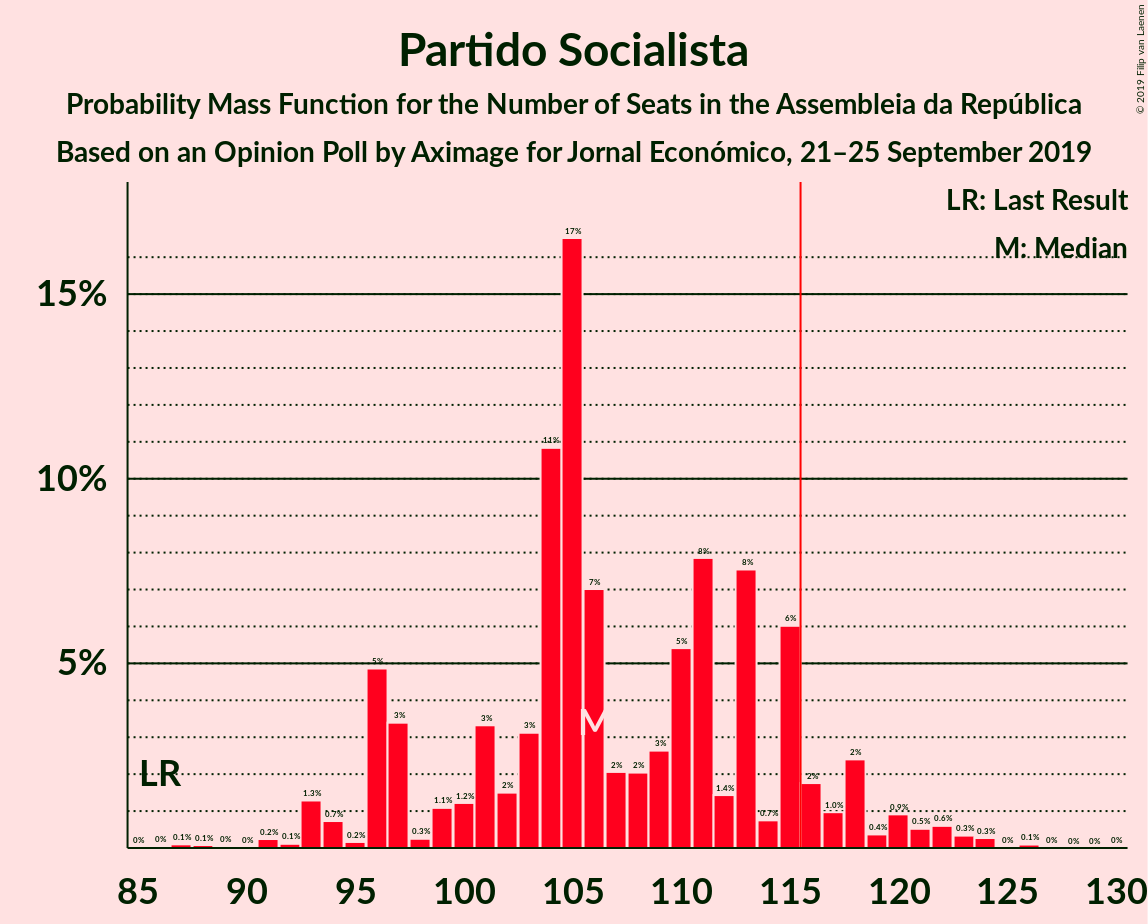 Partido Socialista
Probability Mass Function for the Number of Seats in the Assembleia da República
Based on an Opinion Poll by Aximage for Jornal Económico, 21–25 September 2019
© 2019 Filip van Laenen
LR: Last Result
M: Median
15%
10%
5%
LR
M
0% 0% 0.1% 0.1% 0% 0% 0.2% 0.1% 1.3% 0.7% 0.2% 5% 3% 0.3% 1.1% 1.2% 3% 2% 3% 11% 17% 7% 2% 2% 3% 5% 8% 1.4% 8% 0.7% 6% 2% 1.0% 2% 0.4% 0.9% 0.5% 0.6% 0.3% 0.3% 0% 0.1% 0% 0% 0% 0%
85 90 95 100 105 110 115 120 125 130